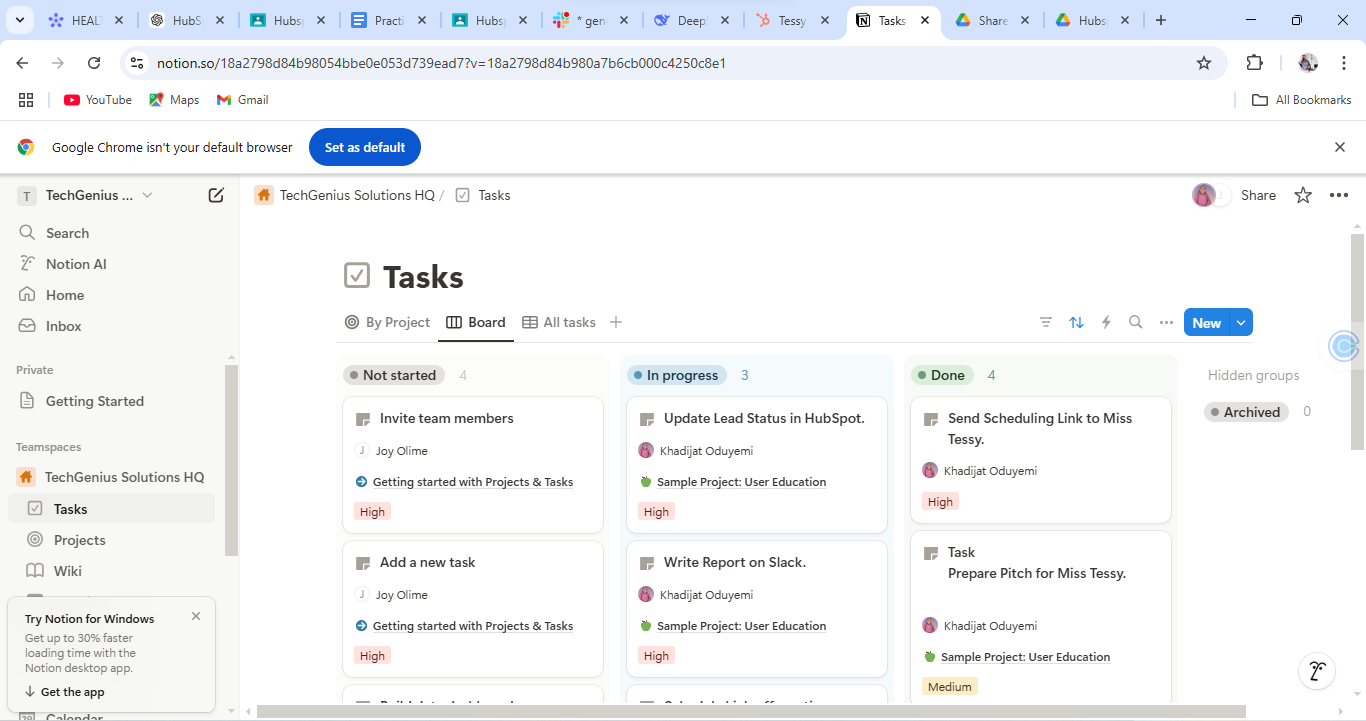 HEAL
HubS
Hubs
Practi
Hubs
* gen
Deep
Tessy
Tasks
Share
Hubs
notion.so/18a2798d84b98054bbe0e053d739ead7?v=18a2798d84b980a7b6cb000c4250c8e1
YouTube
Maps
Gmail
All Bookmarks
Google Chrome isn't your default browser
Set as default
T TechGenius ...
TechGenius Solutions HQ / Tasks
J
Share
Search
Notion AI
Home
Inbox
Private
Getting Started
Teamspaces
TechGenius Solutions HQ
Tasks
Projects
Wiki
Try Notion for Windows
Get up to 30% faster
loading time with the
Notion desktop app.
Get the app
Calendar
Tasks
By Project
Board
All tasks
New
Not started 4
Invite team members
J Joy Olime
Getting started with Projects & Tasks
High
Add a new task
J Joy Olime
Getting started with Projects & Tasks
High
In progress 3
Update Lead Status in HubSpot.
Khadijat Oduyemi
Sample Project: User Education
High
Write Report on Slack.
Khadijat Oduyemi
Sample Project: User Education
High
Done 4
Send Scheduling Link to Miss
Tessy.
Khadijat Oduyemi
High
Task
Prepare Pitch for Miss Tessy.
Khadijat Oduyemi
Sample Project: User Education
Medium
Hidden groups
Archived 0